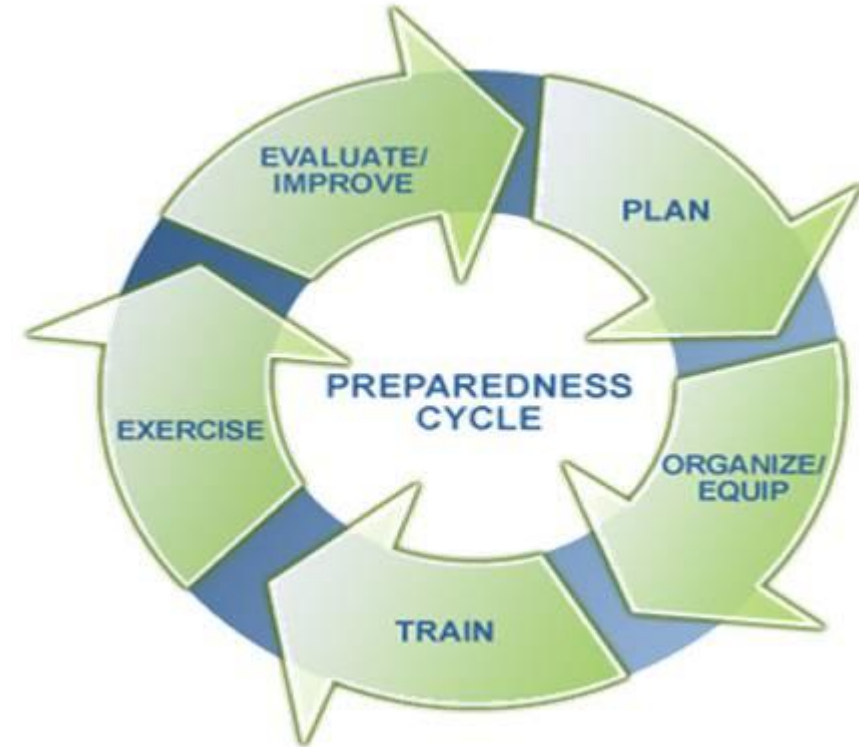 PREPAREDNESS
CYCLE
PLAN
ORGANIZE/
EQUIP
TRAIN
EXERCISE
EVALUATE/
IMPROVE